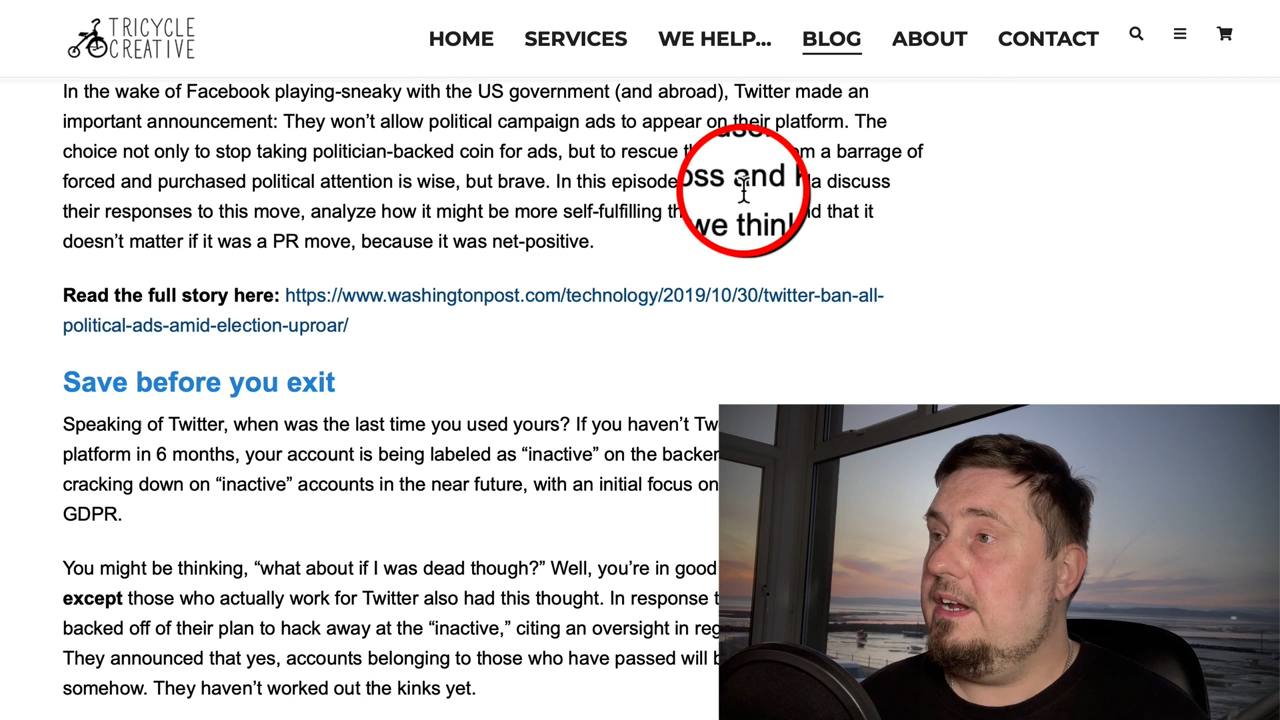 TRICYCLE
CREATIVE
HOME SERVICES WE HELP... BLOG ABOUT CONTACT
In the wake of Facebook playing-sneaky with the US government (and abroad), Twitter made an
important announcement: They won’t allow political campaign ads to appear on their platform. The
choice not only to stop taking politician-backed coin for ads, but to rescue a barrage of
forced and purchased political attention is wise, but brave. In this episode oss and discuss
their responses to this move, analyze how it might be more self-fulfilling we think that it
doesn’t matter if it was a PR move, because it was net-positive.
Read the full story here: https://www.washingtonpost.com/technology/2019/10/30/twitter-ban-all-
political-ads-amid-election-uproar/
Save before you exit
Speaking of Twitter, when was the last time you used yours? If you haven’t Tw
platform in 6 months, your account is being labeled as “inactive” on the backen
cracking down on “inactive” accounts in the near future, with an initial focus on
GDPR.
You might be thinking, “what about if I was dead though?” Well, you’re in good
except those who actually work for Twitter also had this thought. In response t
backed off of their plan to hack away at the “inactive,” citing an oversight in reg
They announced that yes, accounts belonging to those who have passed will b
somehow. They haven’t worked out the kinks yet.